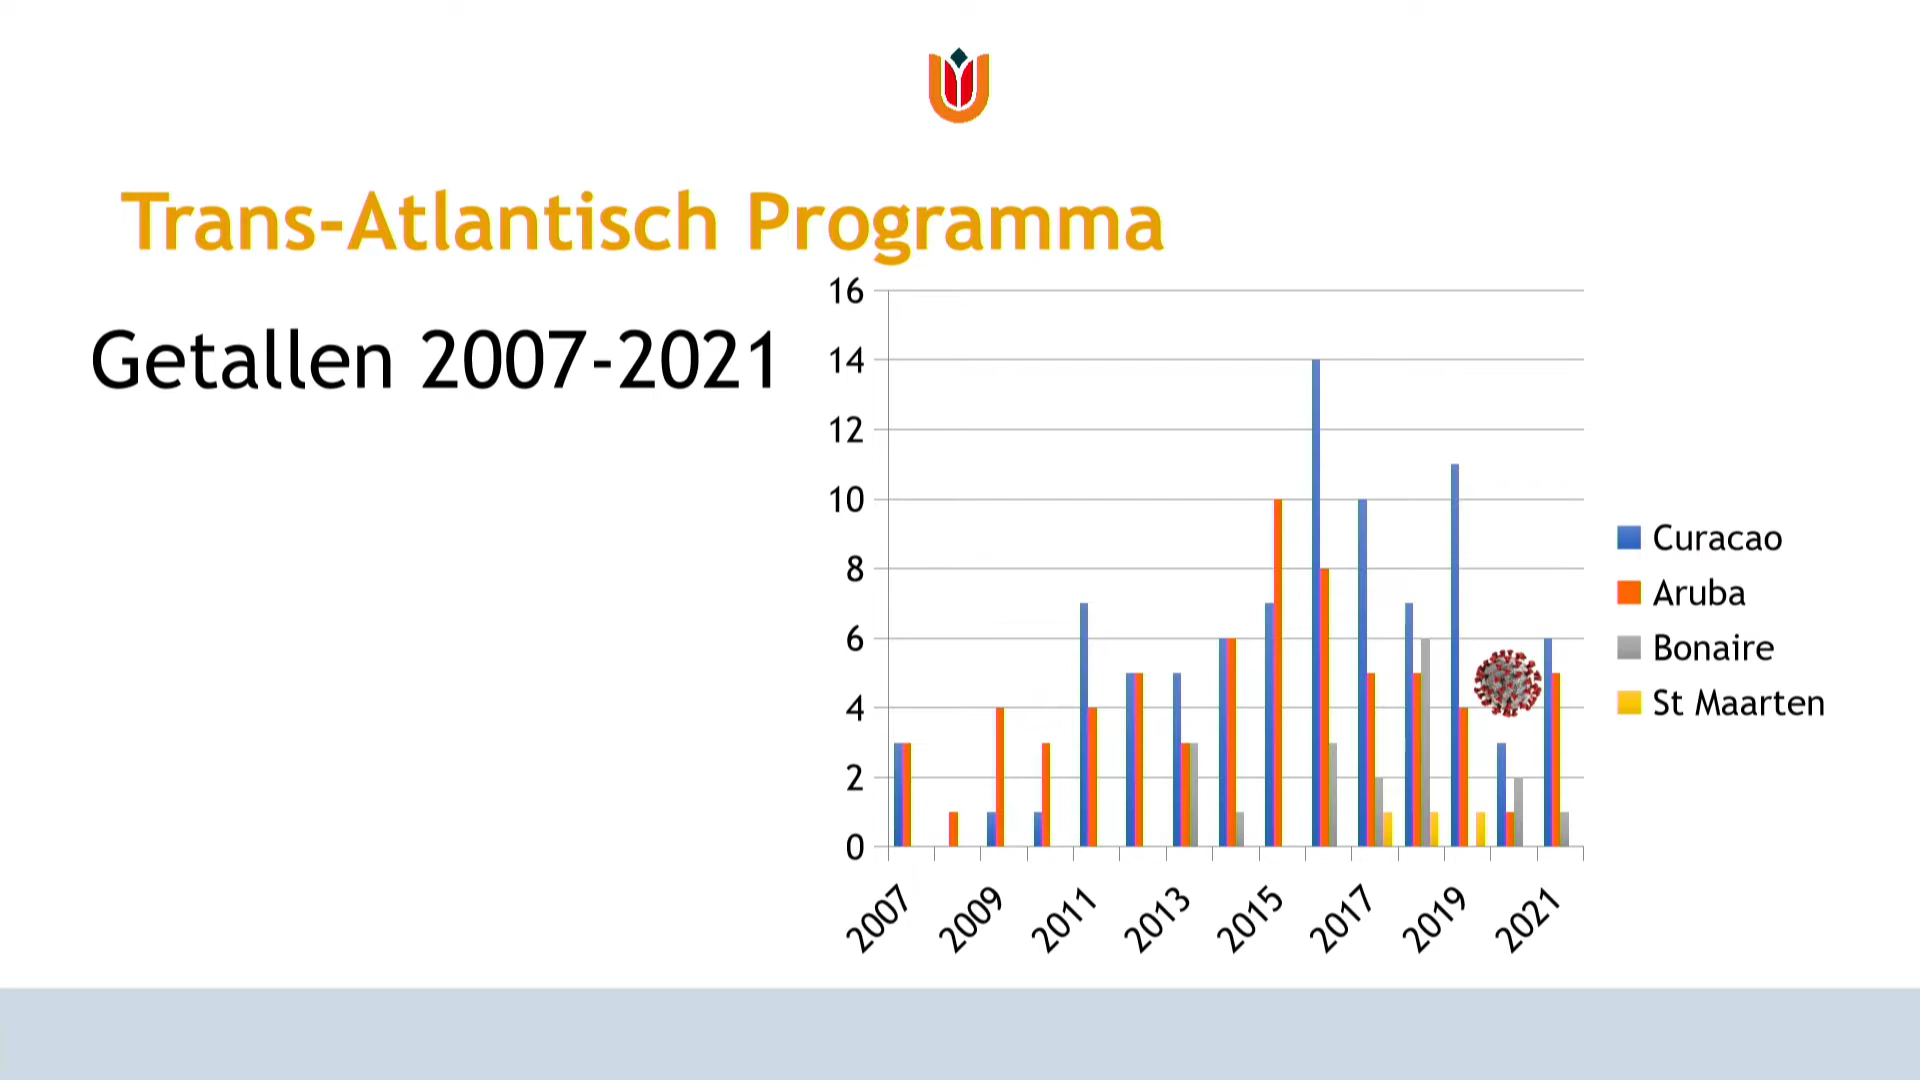 Trans-Atlantisch Programma
Getallen 2007-2021
16
14
12
10
8
6
4
2
0
2007
2009
2011
2013
2015
2017
2019
2021
Curacao
Aruba
Bonaire
St Maarten